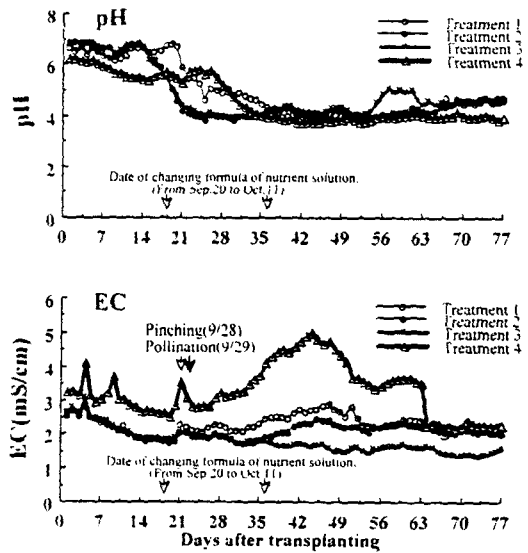 pH
Treatment 1
Treatment 2
Treatment 3
Treatment 4
8
6
4
2
0
pH
Date of changing formula of nutrient solution.
(From Sep.20 to Oct.11)
0 7 14 21 28 35 42 49 56 63 70 77
EC
Treatment 1
Treatment 2
Treatment 3
Treatment 4
6
5
4
3
2
1
0
EC(mS/cm)
Pinching(9/28)
Pollination(9/29)
Date of changing formula of nutrient solution.
(From Sep.20 to Oct.11)
0 7 14 21 28 35 42 49 56 63 70 77
Days after transplanting